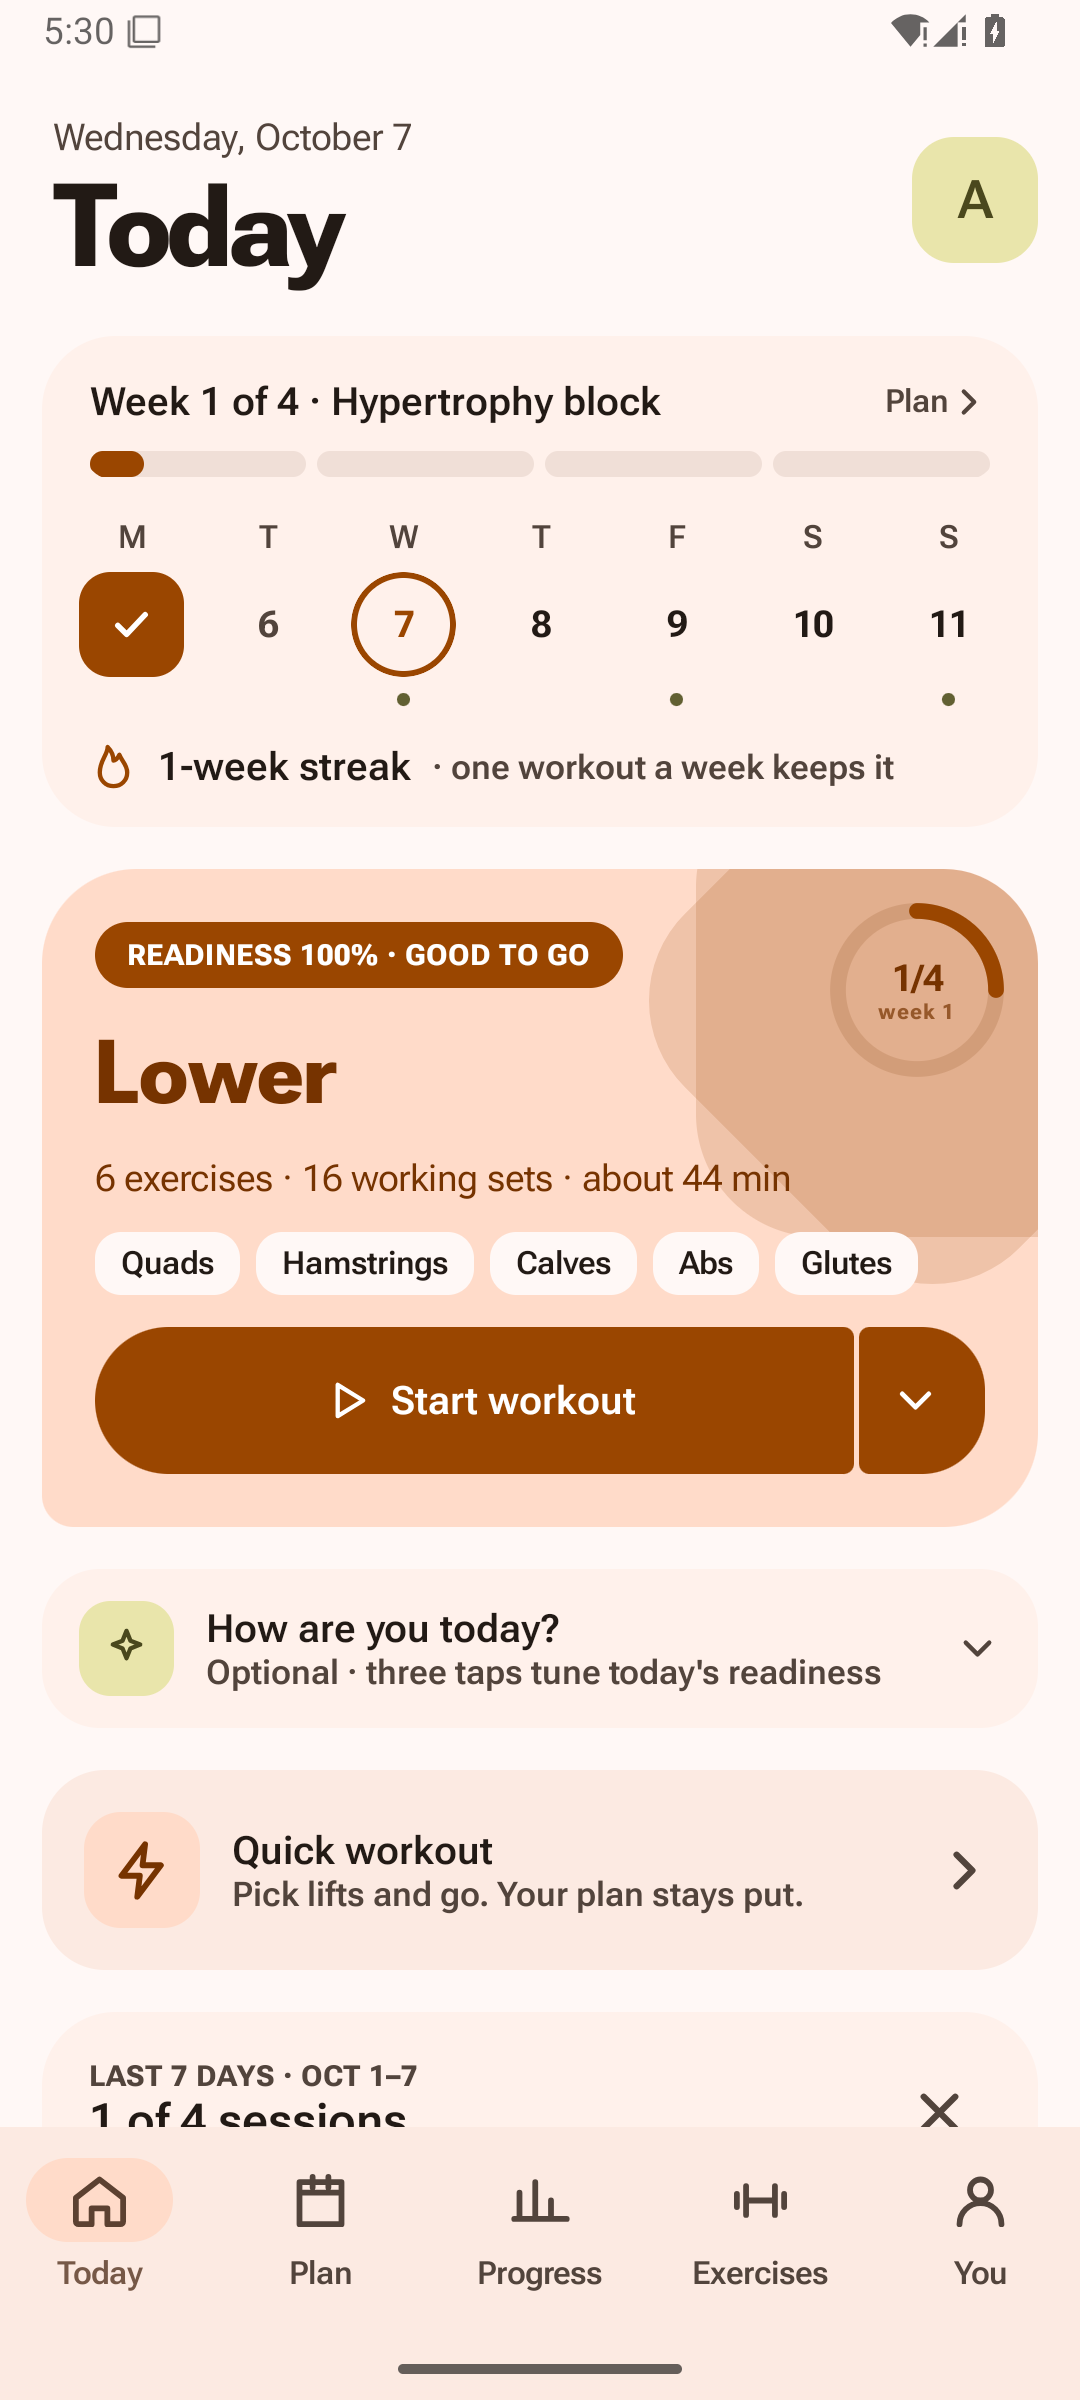 5:30
Wednesday, October 7
Today
A
Week 1 of 4 · Hypertrophy block
Plan
M T W T F S S
6 7 8 9 10 11
1-week streak · one workout a week keeps it
READINESS 100% · GOOD TO GO
1/4
week 1
Lower
6 exercises · 16 working sets · about 44 min
Quads Hamstrings Calves Abs Glutes
Start workout
How are you today?
Optional · three taps tune today's readiness
Quick workout
Pick lifts and go. Your plan stays put.
LAST 7 DAYS · OCT 1–7
1 of 4 sessions
Today Plan Progress Exercises You